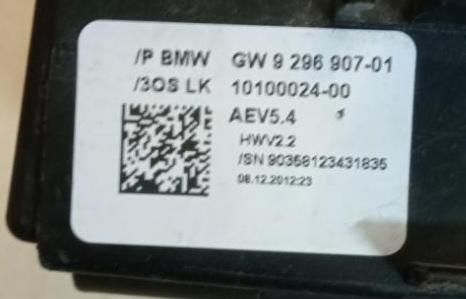 /P BMW GW 9 296 907-01
/3OS LK 10100024-00
AEV5.4
HWV2.2
/SN 90358123431835
08.12.2012:23